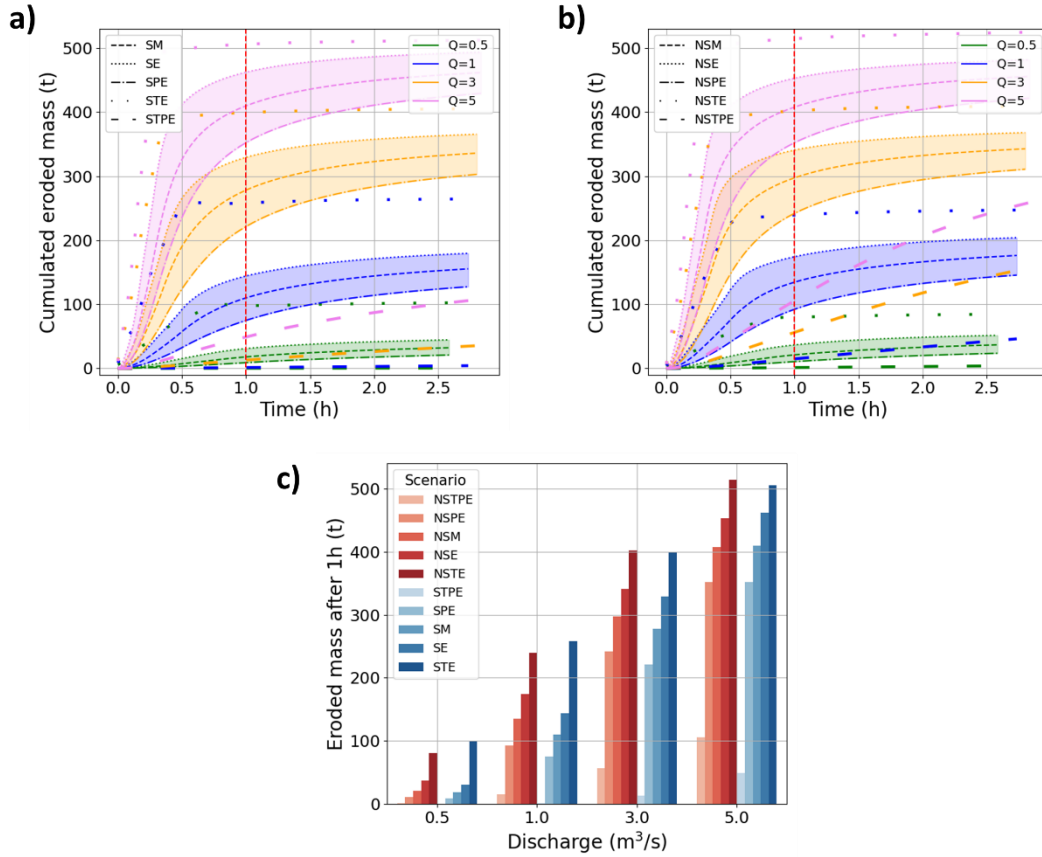 a)
Cumulated eroded mass (t)
500
400
300
200
100
0
SM
SE
SPE
STE
STPE
Q=0.5
Q=1
Q=3
Q=5
0.0 0.5 1.0 1.5 2.0 2.5
Time (h)
b)
Cumulated eroded mass (t)
500
400
300
200
100
0
NSM
NSE
NSPE
NSTE
NSTPE
Q=0.5
Q=1
Q=3
Q=5
0.0 0.5 1.0 1.5 2.0 2.5
Time (h)
c)
Eroded mass after 1h (t)
500
400
300
200
100
0
Scenario
NSTPE
NSPE
NSM
NSE
NSTE
STPE
SPE
SM
SE
STE
0.5 1.0 3.0 5.0
Discharge (m³/s)